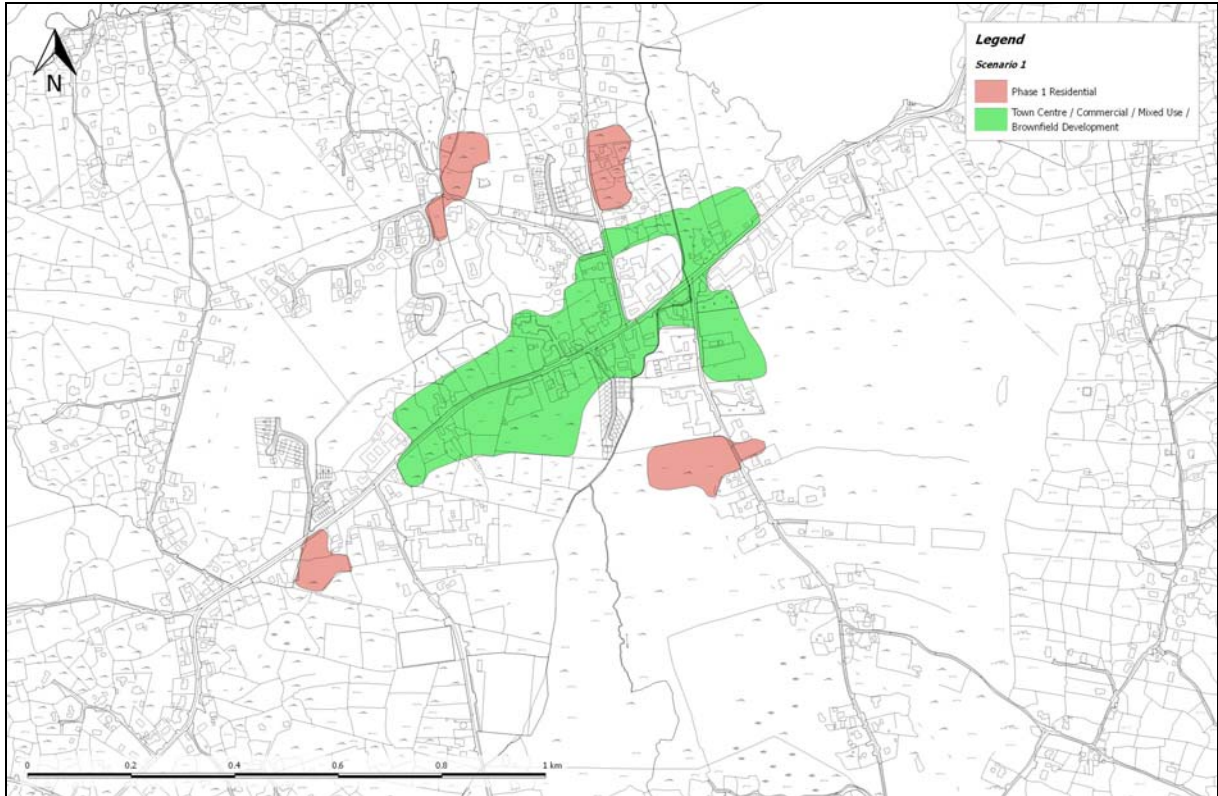 N
Legend
Scenario 1
Phase 1 Residential
Town Centre / Commercial / Mixed Use /
Brownfield Development
0 0.2 0.4 0.6 0.8 1 km